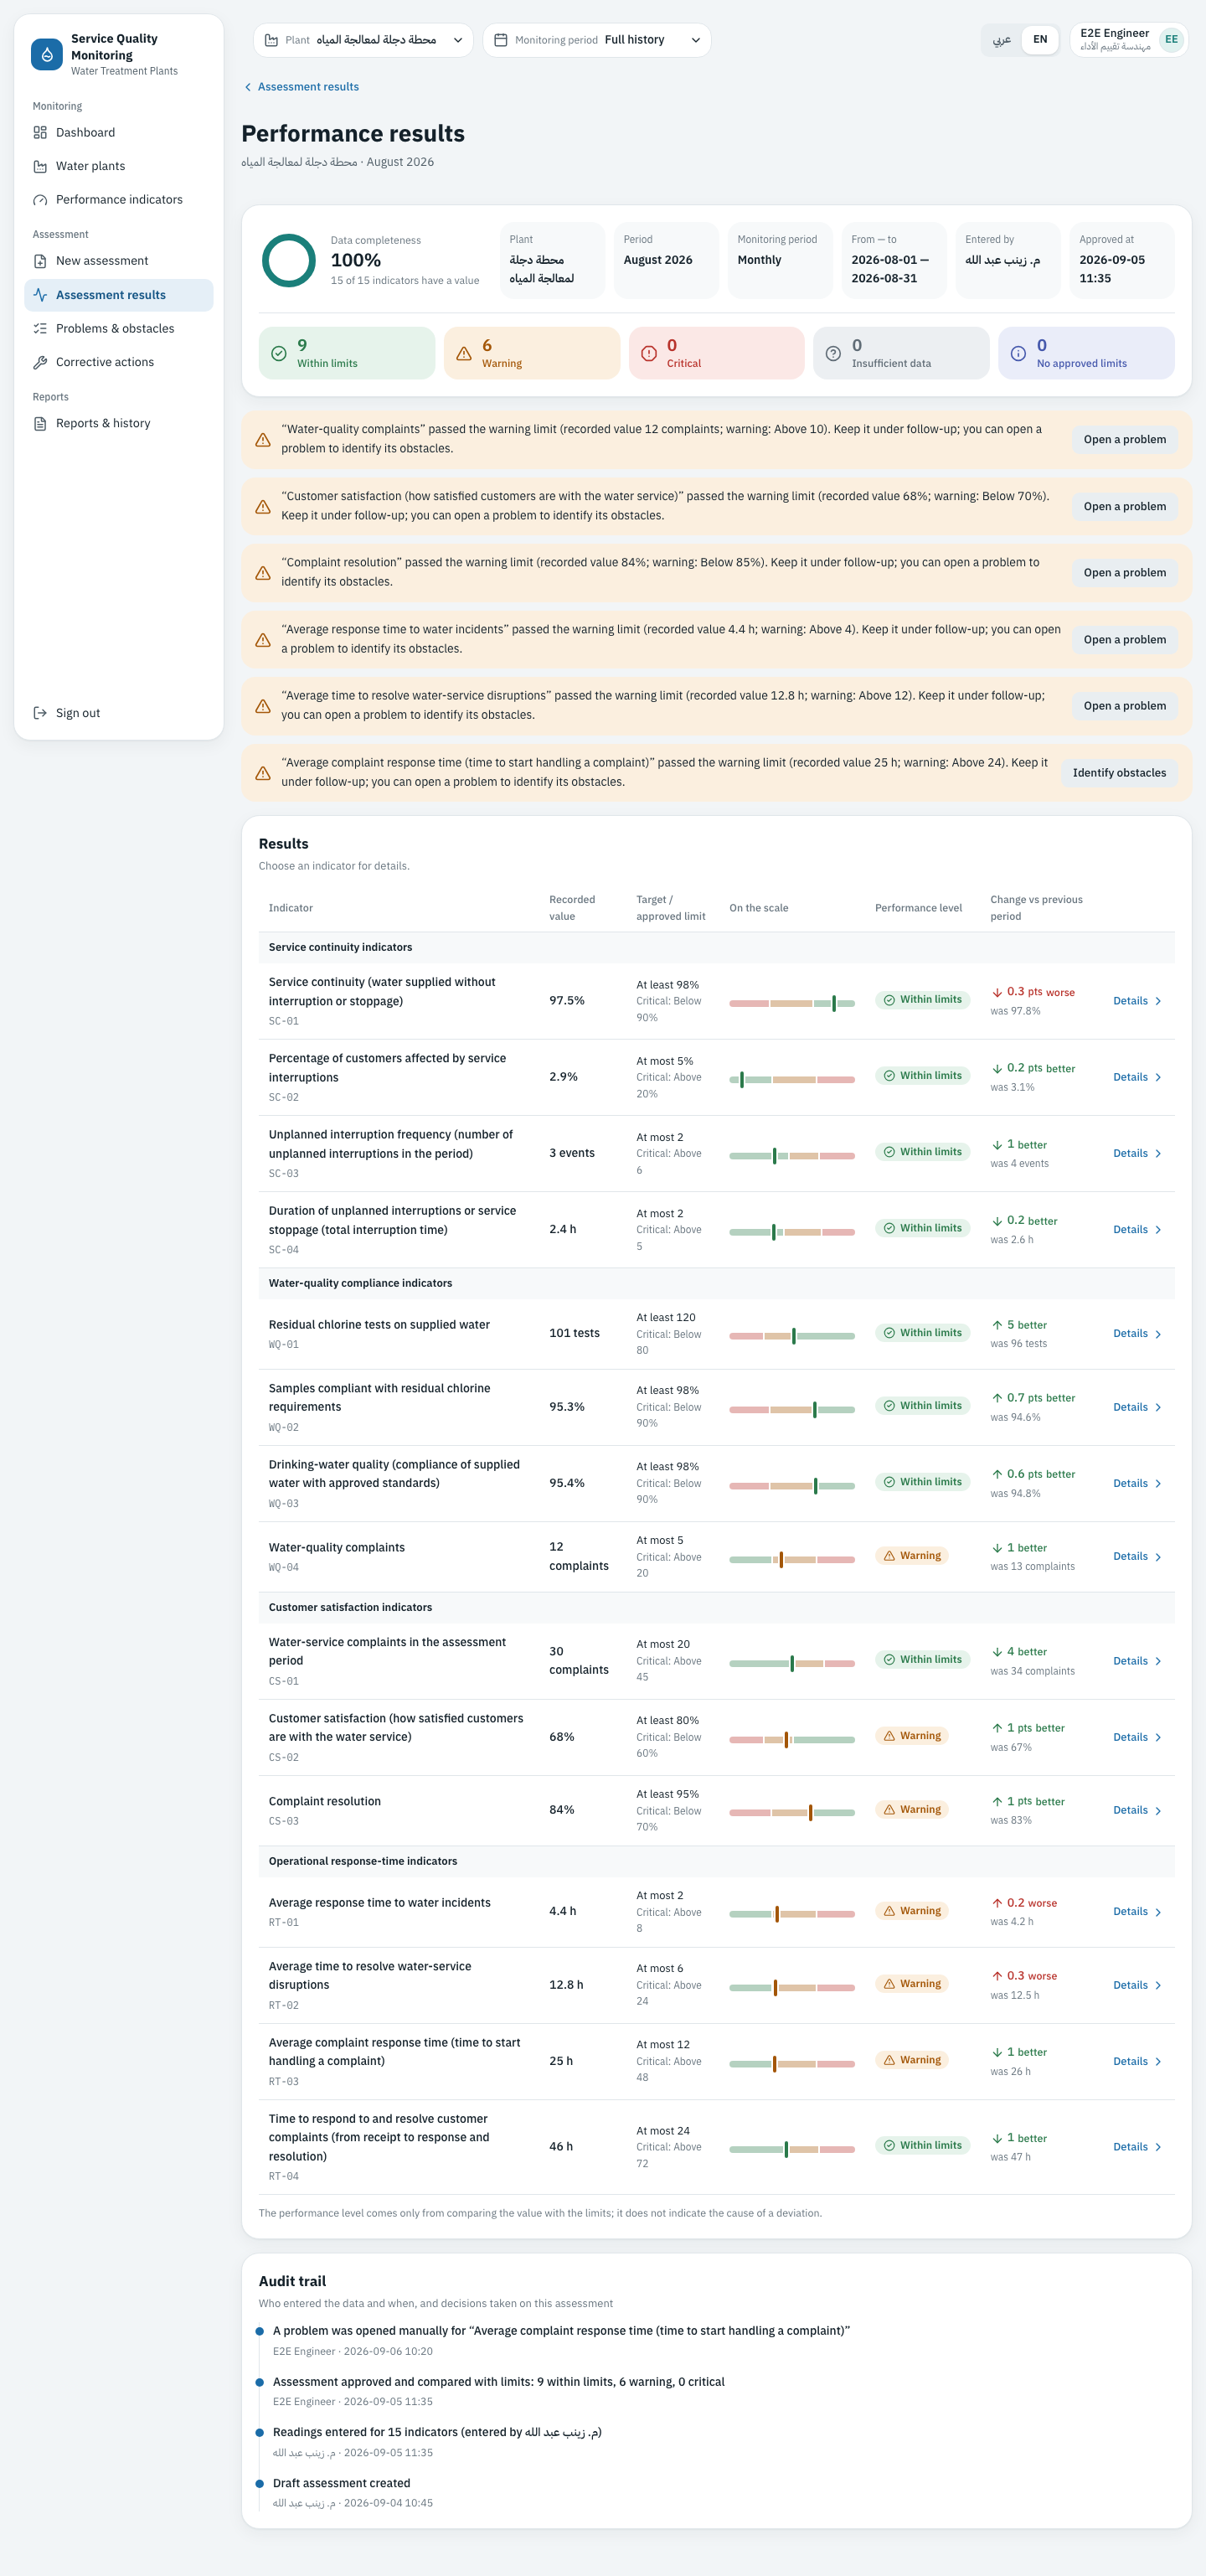 Service Quality
Monitoring
Water Treatment Plants
Monitoring
Dashboard
Water plants
Performance indicators
Assessment
New assessment
Assessment results
Problems & obstacles
Corrective actions
Reports
Reports & history
Sign out
Plant محطة دجلة لمعالجة المياه
Monitoring period Full history
عربي EN
E2E Engineer
مهندسة تقييم الأداء
EE
Assessment results
Performance results
محطة دجلة لمعالجة المياه · August 2026
Data completeness
100%
15 of 15 indicators have a value
Plant
محطة دجلة
لمعالجة المياه
Period
August 2026
Monitoring period
Monthly
From — to
2026-08-01 —
2026-08-31
Entered by
م. زينب عبد الله
Approved at
2026-09-05
11:35
9
Within limits
6
Warning
0
Critical
0
Insufficient data
0
No approved limits
“Water-quality complaints” passed the warning limit (recorded value 12 complaints; warning: Above 10). Keep it under follow-up; you can open a
problem to identify its obstacles.
Open a problem
“Customer satisfaction (how satisfied customers are with the water service)” passed the warning limit (recorded value 68%; warning: Below 70%).
Keep it under follow-up; you can open a problem to identify its obstacles.
Open a problem
“Complaint resolution” passed the warning limit (recorded value 84%; warning: Below 85%). Keep it under follow-up; you can open a problem to
identify its obstacles.
Open a problem
“Average response time to water incidents” passed the warning limit (recorded value 4.4 h; warning: Above 4). Keep it under follow-up; you can open
a problem to identify its obstacles.
Open a problem
“Average time to resolve water-service disruptions” passed the warning limit (recorded value 12.8 h; warning: Above 12). Keep it under follow-up;
you can open a problem to identify its obstacles.
Open a problem
“Average complaint response time (time to start handling a complaint)” passed the warning limit (recorded value 25 h; warning: Above 24). Keep it
under follow-up; you can open a problem to identify its obstacles.
Identify obstacles
Results
Choose an indicator for details.
Indicator
Recorded
value
Target /
approved limit
On the scale
Performance level
Change vs previous
period
Service continuity indicators
Service continuity (water supplied without
interruption or stoppage)
SC-01
97.5%
At least 98%
Critical: Below
90%
Within limits
0.3 pts worse
was 97.8%
Details
Percentage of customers affected by service
interruptions
SC-02
2.9%
At most 5%
Critical: Above
20%
Within limits
0.2 pts better
was 3.1%
Details
Unplanned interruption frequency (number of
unplanned interruptions in the period)
SC-03
3 events
At most 2
Critical: Above
6
Within limits
1 better
was 4 events
Details
Duration of unplanned interruptions or service
stoppage (total interruption time)
SC-04
2.4 h
At most 2
Critical: Above
5
Within limits
0.2 better
was 2.6 h
Details
Water-quality compliance indicators
Residual chlorine tests on supplied water
WQ-01
101 tests
At least 120
Critical: Below
80
Within limits
5 better
was 96 tests
Details
Samples compliant with residual chlorine
requirements
WQ-02
95.3%
At least 98%
Critical: Below
90%
Within limits
0.7 pts better
was 94.6%
Details
Drinking-water quality (compliance of supplied
water with approved standards)
WQ-03
95.4%
At least 98%
Critical: Below
90%
Within limits
0.6 pts better
was 94.8%
Details
Water-quality complaints
WQ-04
12
complaints
At most 5
Critical: Above
20
Warning
1 better
was 13 complaints
Details
Customer satisfaction indicators
Water-service complaints in the assessment
period
CS-01
30
complaints
At most 20
Critical: Above
45
Within limits
4 better
was 34 complaints
Details
Customer satisfaction (how satisfied customers
are with the water service)
CS-02
68%
At least 80%
Critical: Below
60%
Warning
1 pts better
was 67%
Details
Complaint resolution
CS-03
84%
At least 95%
Critical: Below
70%
Warning
1 pts better
was 83%
Details
Operational response-time indicators
Average response time to water incidents
RT-01
4.4 h
At most 2
Critical: Above
8
Warning
0.2 worse
was 4.2 h
Details
Average time to resolve water-service
disruptions
RT-02
12.8 h
At most 6
Critical: Above
24
Warning
0.3 worse
was 12.5 h
Details
Average complaint response time (time to start
handling a complaint)
RT-03
25 h
At most 12
Critical: Above
48
Warning
1 better
was 26 h
Details
Time to respond to and resolve customer
complaints (from receipt to response and
resolution)
RT-04
46 h
At most 24
Critical: Above
72
Within limits
1 better
was 47 h
Details
The performance level comes only from comparing the value with the limits; it does not indicate the cause of a deviation.
Audit trail
Who entered the data and when, and decisions taken on this assessment
A problem was opened manually for “Average complaint response time (time to start handling a complaint)”
E2E Engineer · 2026-09-06 10:20
Assessment approved and compared with limits: 9 within limits, 6 warning, 0 critical
E2E Engineer · 2026-09-05 11:35
Readings entered for 15 indicators (entered by م. زينب عبد الله)
م. زينب عبد الله · 2026-09-05 11:35
Draft assessment created
م. زينب عبد الله · 2026-09-04 10:45